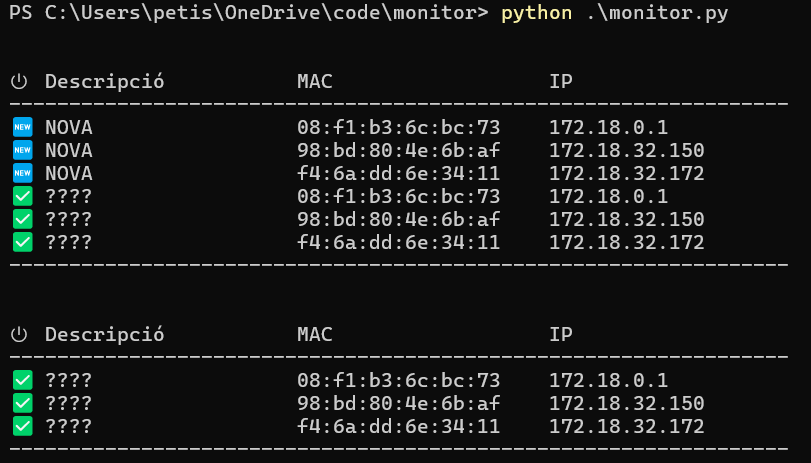 PS C:\Users\petis\OneDrive\code\monitor> python .\monitor.py
⏻ Descripció MAC IP
-----------------------------------------------------------------
🆕 NOVA 08:f1:b3:6c:bc:73 172.18.0.1
🆕 NOVA 98:bd:80:4e:6b:af 172.18.32.150
🆕 NOVA f4:6a:dd:6e:34:11 172.18.32.172
✅ ???? 08:f1:b3:6c:bc:73 172.18.0.1
✅ ???? 98:bd:80:4e:6b:af 172.18.32.150
✅ ???? f4:6a:dd:6e:34:11 172.18.32.172
-----------------------------------------------------------------
⏻ Descripció MAC IP
-----------------------------------------------------------------
✅ ???? 08:f1:b3:6c:bc:73 172.18.0.1
✅ ???? 98:bd:80:4e:6b:af 172.18.32.150
✅ ???? f4:6a:dd:6e:34:11 172.18.32.172
-----------------------------------------------------------------